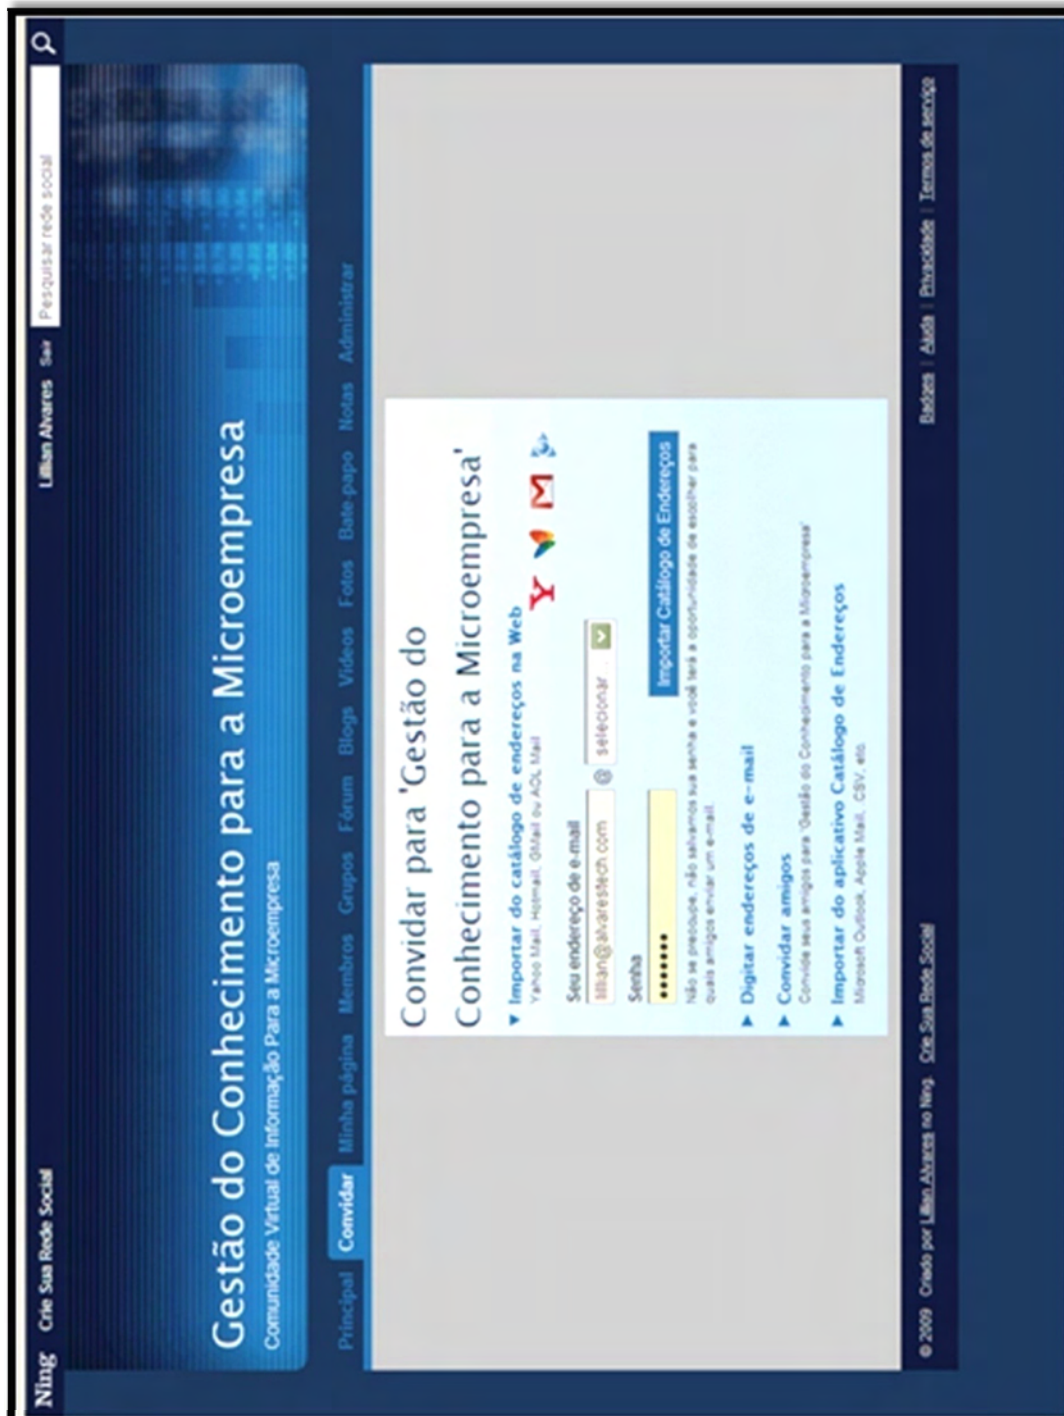 Ning Crie Sua Rede Social Lillian Alvares Sair Pesquisar rede social
Gestão do Conhecimento para a Microempresa
Comunidade Virtual de Informação Para a Microempresa
Principal Convidar Minha página Membros Grupos Fórum Blogs Vídeos Fotos Bate-papo Notas Administrar
Convidar para 'Gestão do
Conhecimento para a Microempresa'
▼ Importar do catálogo de endereços na Web
Yahoo Mail, Hotmail, GMail ou AOL Mail
Seu endereço de e-mail
lillian@alvarestech.com @ selecionar...
Senha
••••••• Importar Catálogo de Endereços
Não se preocupe, não salvamos sua senha e você terá a oportunidade de escolher para
quais amigos enviar um e-mail.
▶ Digitar endereços de e-mail
▶ Convidar amigos
Convide seus amigos para 'Gestão do Conhecimento para a Microempresa'
▶ Importar do aplicativo Catálogo de Endereços
Microsoft Outlook, Apple Mail, .CSV, etc.
© 2009 Criado por Lillian Alvares no Ning. Crie Sua Rede Social Badges | Ajuda | Privacidade | Termos de serviço